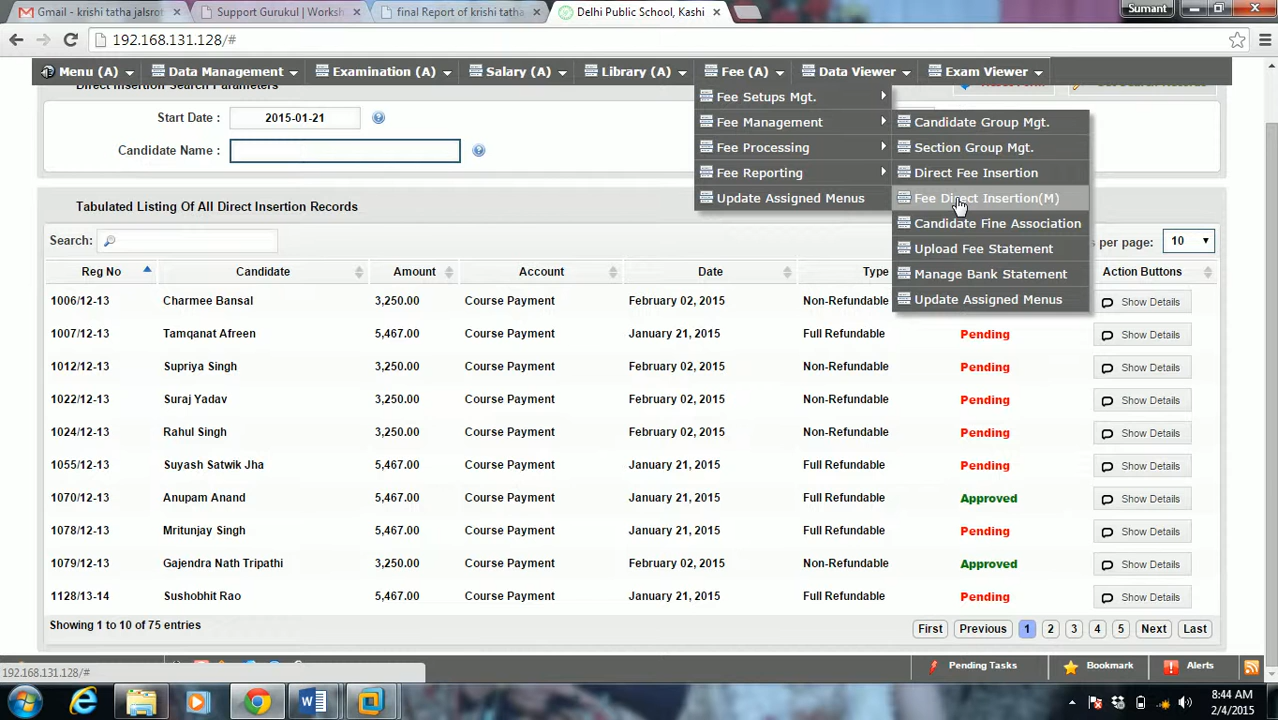 Gmail - krishi tatha jalsrot ×
Support Gurukul | Worksh ×
final Report of krishi tatha ×
Delhi Public School, Kashi ×
Sumant
192.168.131.128/#
Menu (A)
Data Management
Examination (A)
Salary (A)
Library (A)
Fee (A)
Data Viewer
Exam Viewer
Direct Insertion Search Parameters
Start Date : 2015-01-21
Candidate Name :
Fee Setups Mgt.
Fee Management
Fee Processing
Fee Reporting
Update Assigned Menus
Candidate Group Mgt.
Section Group Mgt.
Direct Fee Insertion
Fee Direct Insertion(M)
Candidate Fine Association
Upload Fee Statement
Manage Bank Statement
Update Assigned Menus
Tabulated Listing Of All Direct Insertion Records
Search:
per page: 10
Reg No Candidate Amount Account Date Type Action Buttons
1006/12-13 Charmee Bansal 3,250.00 Course Payment February 02, 2015 Non-Refundable Show Details
1007/12-13 Tamqanat Afreen 5,467.00 Course Payment January 21, 2015 Full Refundable Pending Show Details
1012/12-13 Supriya Singh 3,250.00 Course Payment February 02, 2015 Non-Refundable Pending Show Details
1022/12-13 Suraj Yadav 3,250.00 Course Payment February 02, 2015 Non-Refundable Pending Show Details
1024/12-13 Rahul Singh 3,250.00 Course Payment February 02, 2015 Non-Refundable Pending Show Details
1055/12-13 Suyash Satwik Jha 5,467.00 Course Payment January 21, 2015 Full Refundable Pending Show Details
1070/12-13 Anupam Anand 5,467.00 Course Payment January 21, 2015 Full Refundable Approved Show Details
1078/12-13 Mritunjay Singh 5,467.00 Course Payment January 21, 2015 Full Refundable Pending Show Details
1079/12-13 Gajendra Nath Tripathi 3,250.00 Course Payment February 02, 2015 Non-Refundable Approved Show Details
1128/13-14 Sushobhit Rao 5,467.00 Course Payment January 21, 2015 Full Refundable Pending Show Details
Showing 1 to 10 of 75 entries
First Previous 1 2 3 4 5 Next Last
192.168.131.128/#
Pending Tasks
Bookmark
Alerts
8:44 AM
2/4/2015